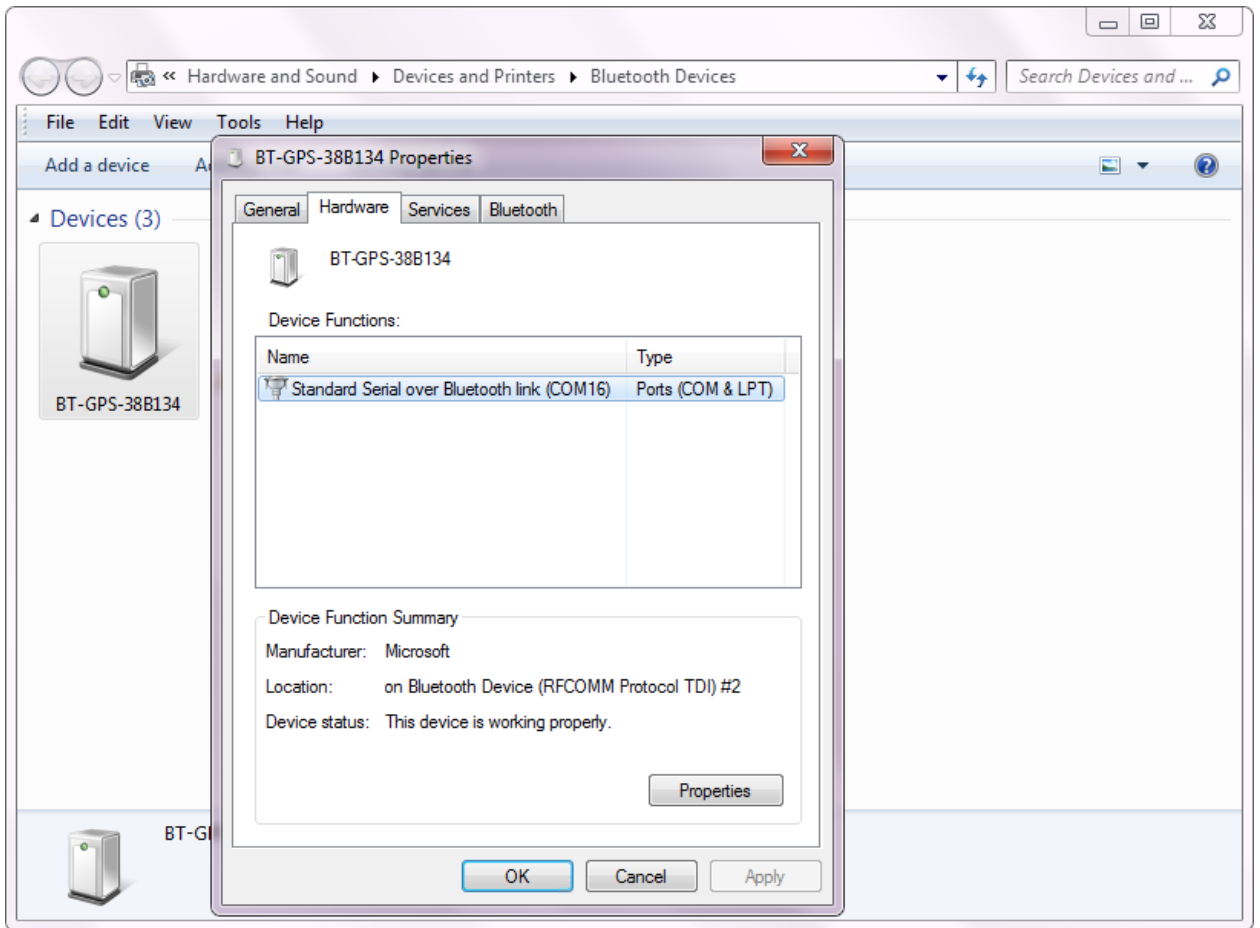 « Hardware and Sound ▸ Devices and Printers ▸ Bluetooth Devices
Search Devices and ...
File Edit View Tools Help
Add a device
BT-GPS-38B134 Properties
General Hardware Services Bluetooth
Devices (3)
BT-GPS-38B134
BT-GPS-38B134
Device Functions:
Name Type
Standard Serial over Bluetooth link (COM16) Ports (COM & LPT)
Device Function Summary
Manufacturer: Microsoft
Location: on Bluetooth Device (RFCOMM Protocol TDI) #2
Device status: This device is working properly.
Properties
OK Cancel Apply